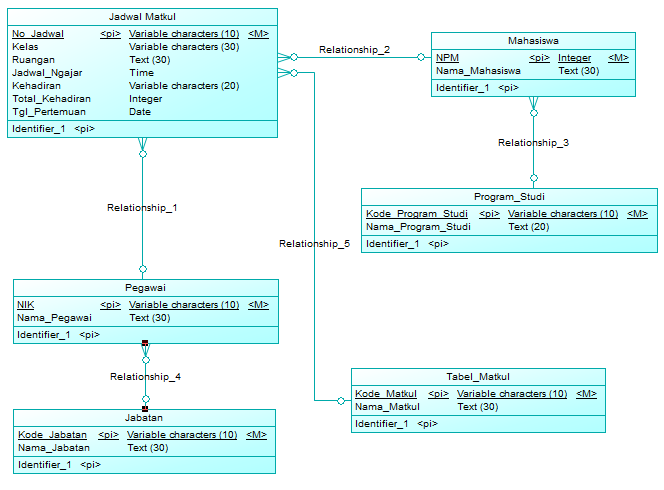 Jadwal Matkul
No_Jadwal <pi> Variable characters (10) <M>
Kelas Variable characters (30)
Ruangan Text (30)
Jadwal_Ngajar Time
Kehadiran Variable characters (20)
Total_Kehadiran Integer
Tgl_Pertemuan Date
Identifier_1 <pi>
Relationship_2
Mahasiswa
NPM <pi> Integer <M>
Nama_Mahasiswa Text (30)
Identifier_1 <pi>
Relationship_3
Program_Studi
Kode_Program_Studi <pi> Variable characters (10) <M>
Nama_Program_Studi Text (20)
Identifier_1 <pi>
Relationship_1
Relationship_5
Pegawai
NIK <pi> Variable characters (10) <M>
Nama_Pegawai Text (30)
Identifier_1 <pi>
Relationship_4
Tabel_Matkul
Kode_Matkul <pi> Variable characters (10) <M>
Nama_Matkul Text (30)
Identifier_1 <pi>
Jabatan
Kode_Jabatan <pi> Variable characters (10) <M>
Nama_Jabatan Text (30)
Identifier_1 <pi>